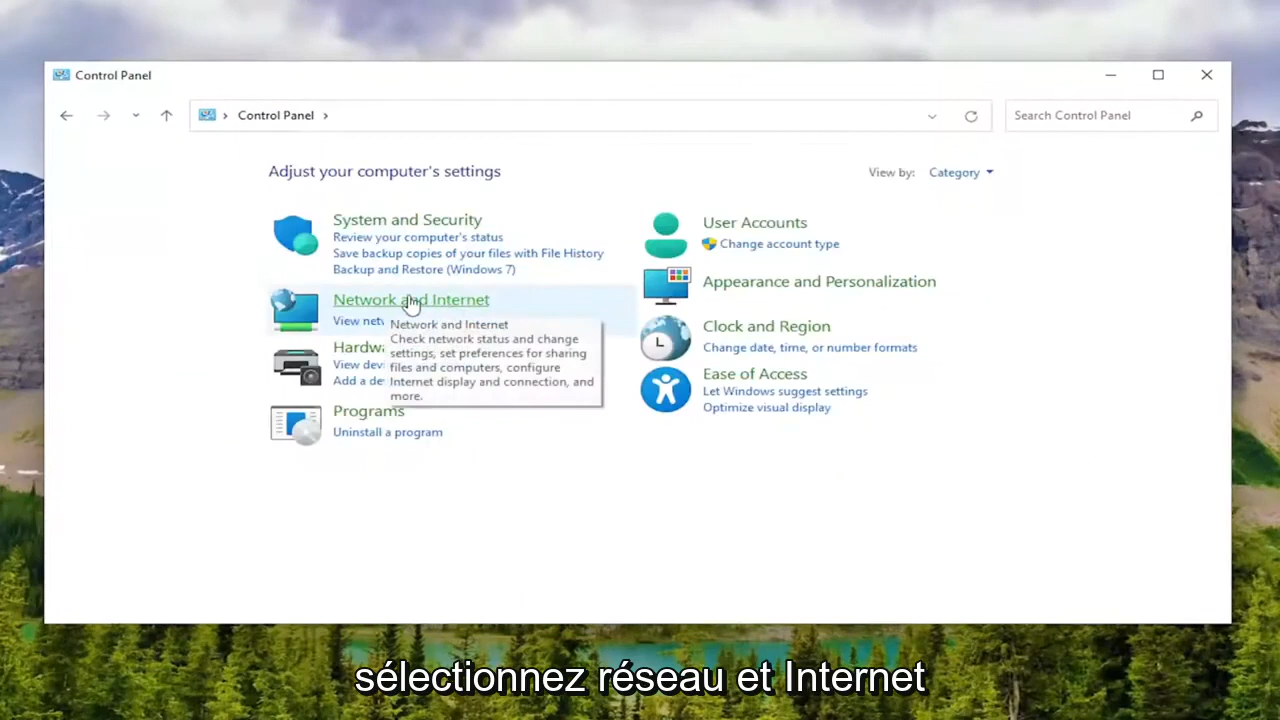 Control Panel
Control Panel
Search Control Panel
Adjust your computer's settings
View by: Category
System and Security
Review your computer's status
Save backup copies of your files with File History
Backup and Restore (Windows 7)
Network and Internet
View net
Network and Internet
Check network status and change
settings, set preferences for sharing
files and computers, configure
Internet display and connection, and
more.
Hardwa
View devi
Add a de
Programs
Uninstall a program
User Accounts
Change account type
Appearance and Personalization
Clock and Region
Change date, time, or number formats
Ease of Access
Let Windows suggest settings
Optimize visual display
sélectionnez réseau et Internet